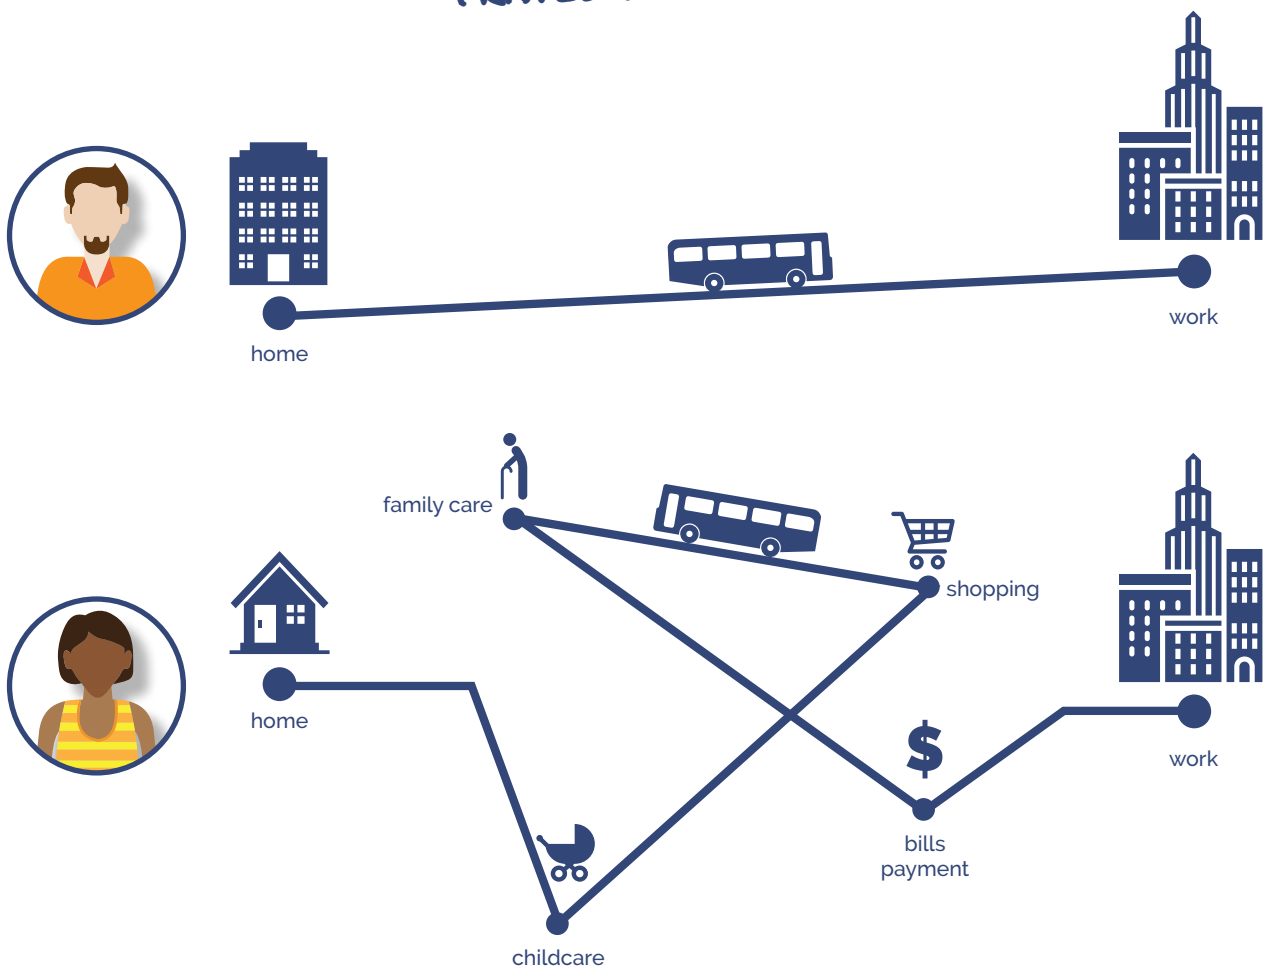 home
work
family care
shopping
home
$
work
bills
payment
childcare